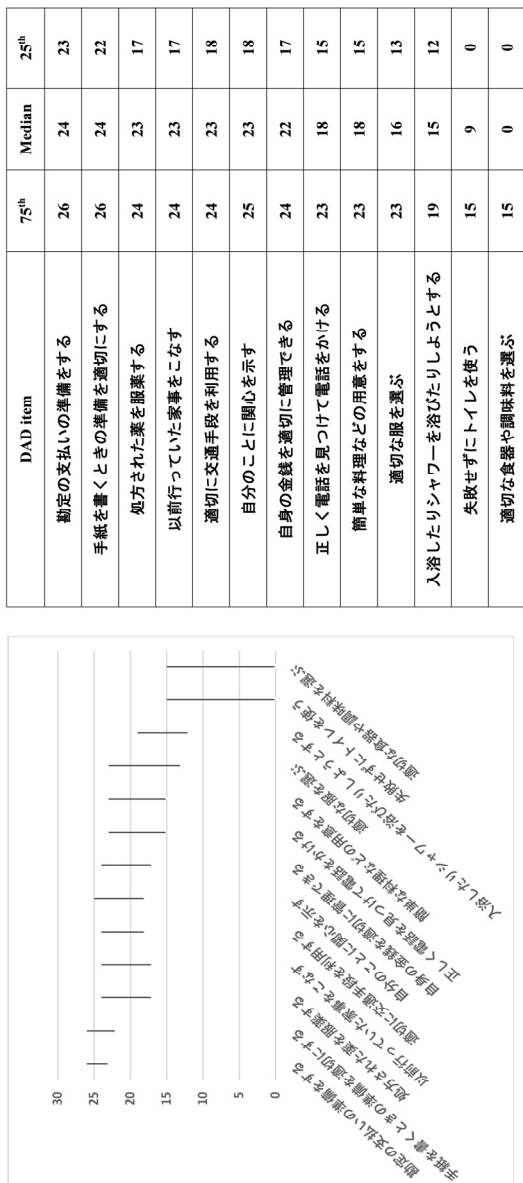 DAD item 75th Median 25th
勘定の支払いの準備をする 26 24 23
手紙を書くときの準備を適切にする 26 24 22
処方された薬を服薬する 24 23 17
以前行っていた家事をこなす 24 23 17
適切に交通手段を利用する 24 23 18
自分のことに関心を示す 25 23 18
自身の金銭を適切に管理できる 24 22 17
正しく電話を見つけて電話をかける 23 18 15
簡単な料理などの用意をする 23 18 15
適切な服を選ぶ 23 16 13
入浴したりシャワーを浴びたりしようとする 19 15 12
失敗せずにトイレを使う 15 9 0
適切な食器や調味料を選ぶ 15 0 0
30
25
20
15
10
5
0
勘定の支払いの準備をする
手紙を書くときの準備を適切にする
処方された薬を服薬する
以前行っていた家事をこなす
適切に交通手段を利用する
自分のことに関心を示す
自身の金銭を適切に管理できる
正しく電話を見つけて電話をかける
簡単な料理などの用意をする
適切な服を選ぶ
入浴したりシャワーを浴びたりしようとする
失敗せずにトイレを使う
適切な食器や調味料を選ぶ